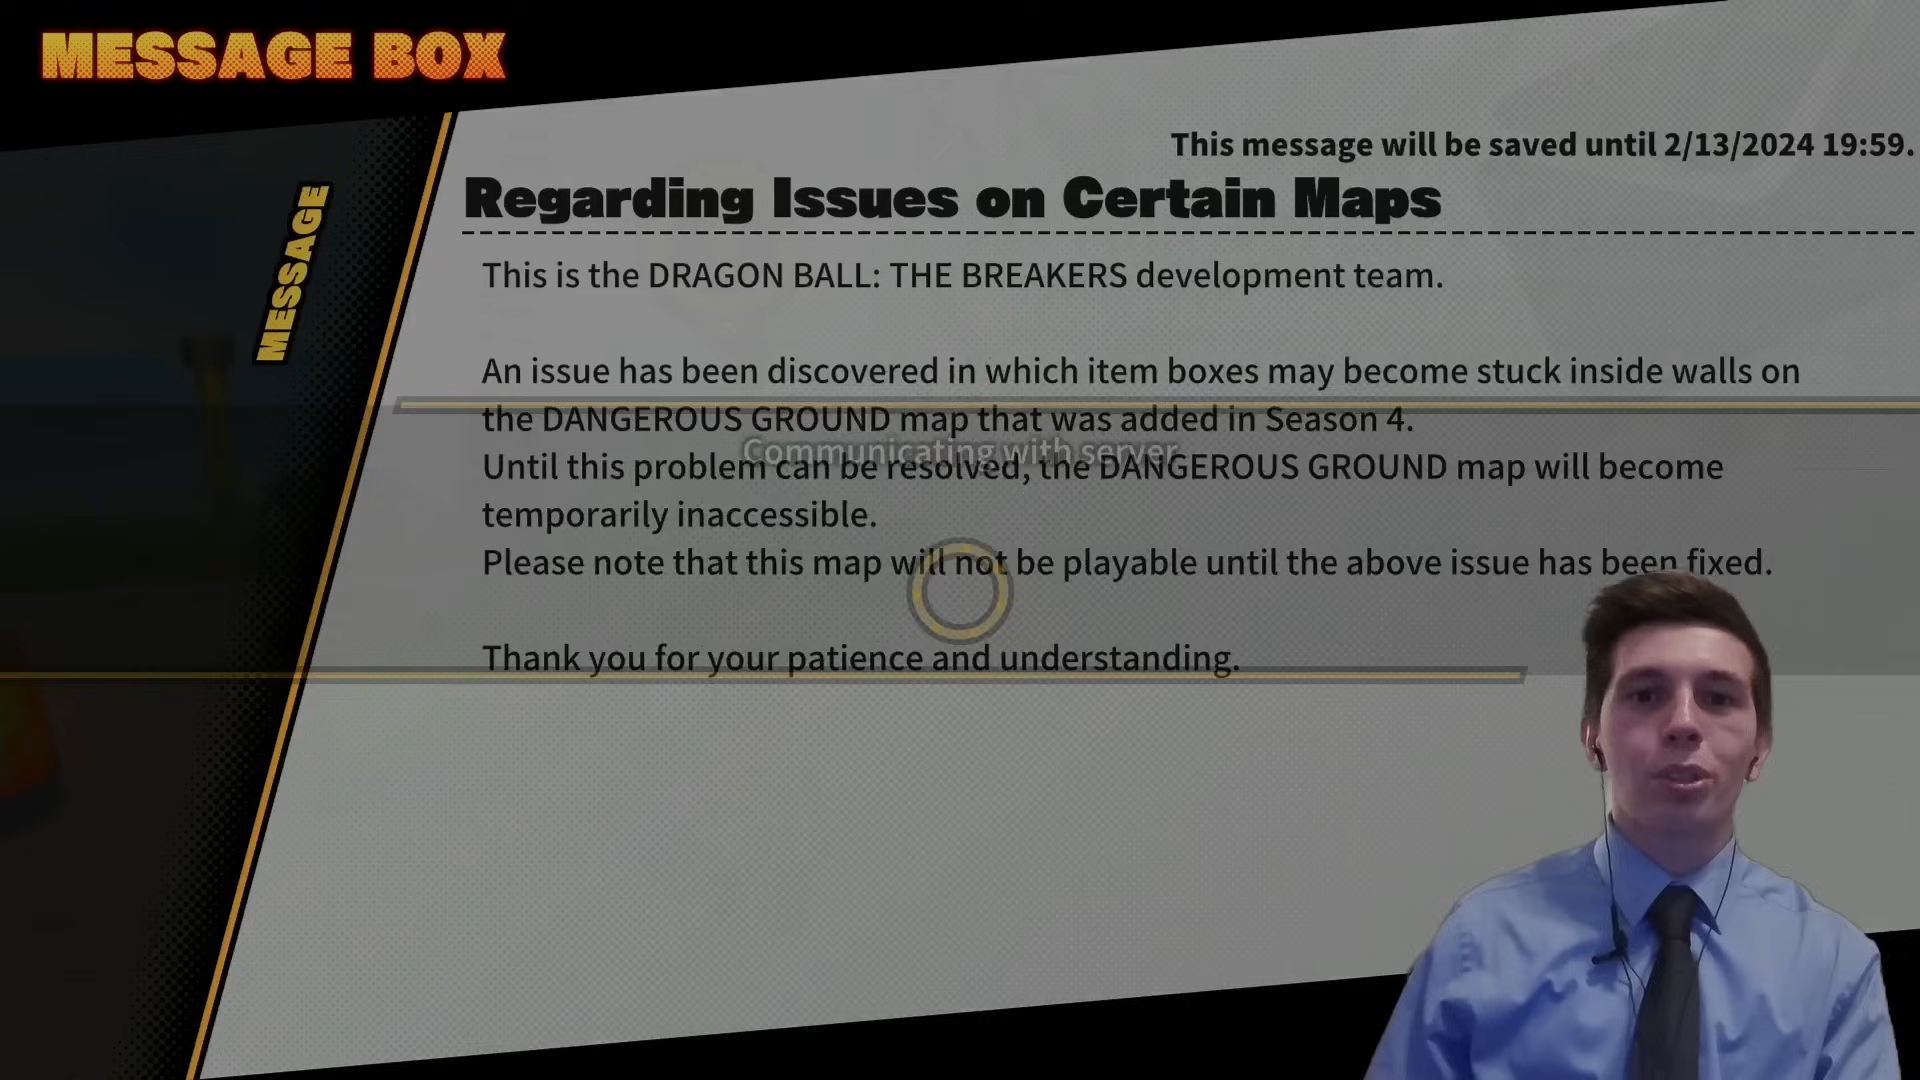 MESSAGE BOX
MESSAGE
This message will be saved until 2/13/2024 19:59.
Regarding Issues on Certain Maps
This is the DRAGON BALL: THE BREAKERS development team.
An issue has been discovered in which item boxes may become stuck inside walls on
the DANGEROUS GROUND map that was added in Season 4.
Communicating with server
Until this problem can be resolved, the DANGEROUS GROUND map will become
temporarily inaccessible.
Please note that this map will not be playable until the above issue has been fixed.
Thank you for your patience and understanding.